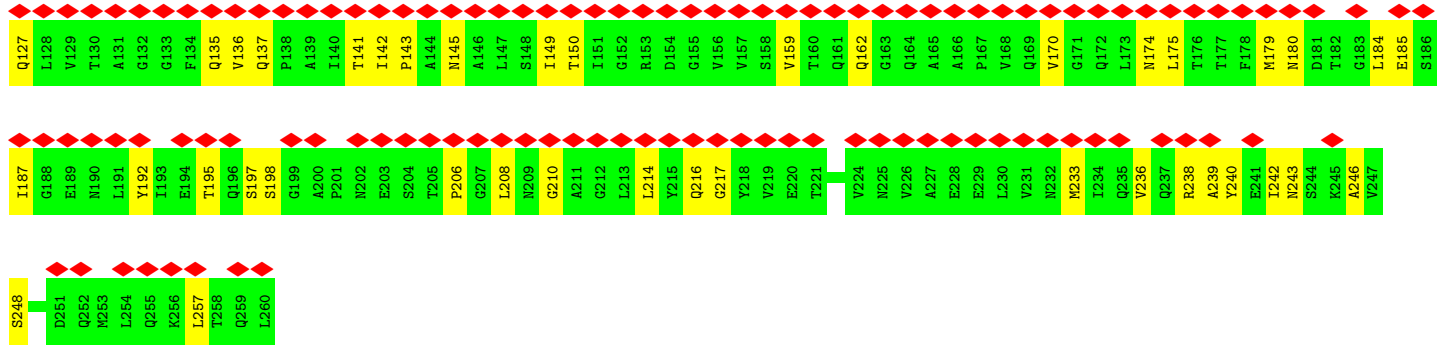 Q127 L128 V129 T130 A131 G132 G133 F134 Q135 V136 Q137 P138 A139 I140 T141 I142 P143 A144 N145 A146 L147 S148 I149 T150 I151 G152 R153 D154 G155 V156 V157 S158 V159 T160 Q161 Q162 G163 Q164 A165 A166 P167 V168 Q169 V170 G171 Q172 L173 N174 L175 T176 T177 F178 M179 N180 D181 T182 G183 L184 E185 S186
I187 G188 E189 N190 L191 Y192 I193 E194 T195 Q196 S197 S198 G199 A200 P201 N202 E203 S204 T205 P206 G207 L208 N209 G210 A211 G212 L213 L214 Y215 Q216 G217 Y218 V219 E220 T221 V224 N225 V226 A227 E228 E229 L230 V231 N232 M233 I234 Q235 V236 Q237 R238 A239 Y240 E241 I242 N243 S244 K245 A246 V247
S248 D251 Q252 M253 L254 Q255 K256 L257 T258 Q259 L260